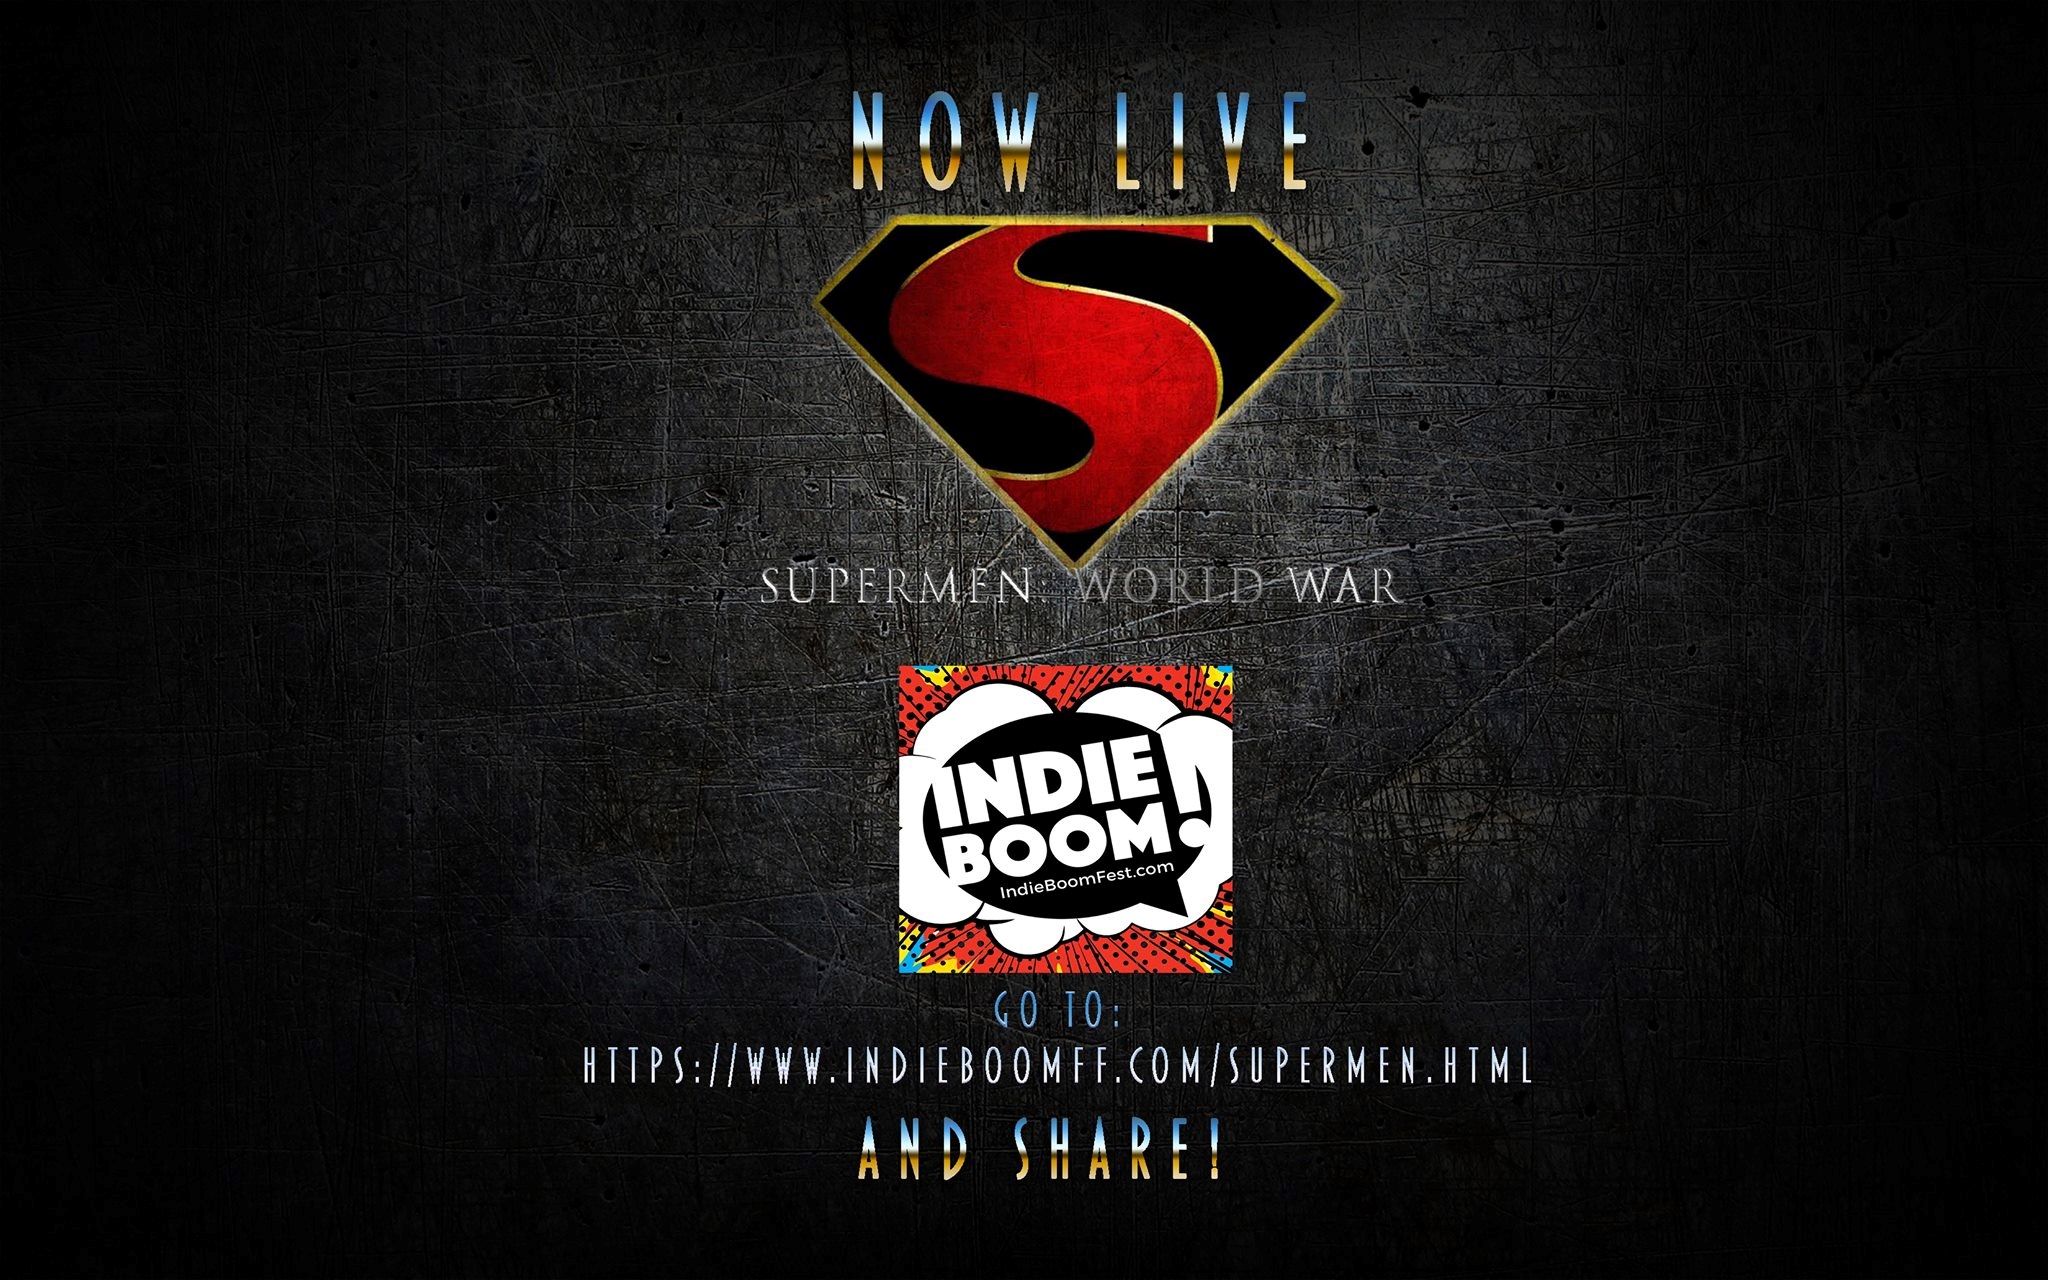 NOW LIVE
S
SUPERMEN: WORLD WAR
INDIE
BOOM!
IndieBoomFest.com
GO TO:
HTTPS://WWW.INDIEBOOMFF.COM/SUPERMEN.HTML
AND SHARE!